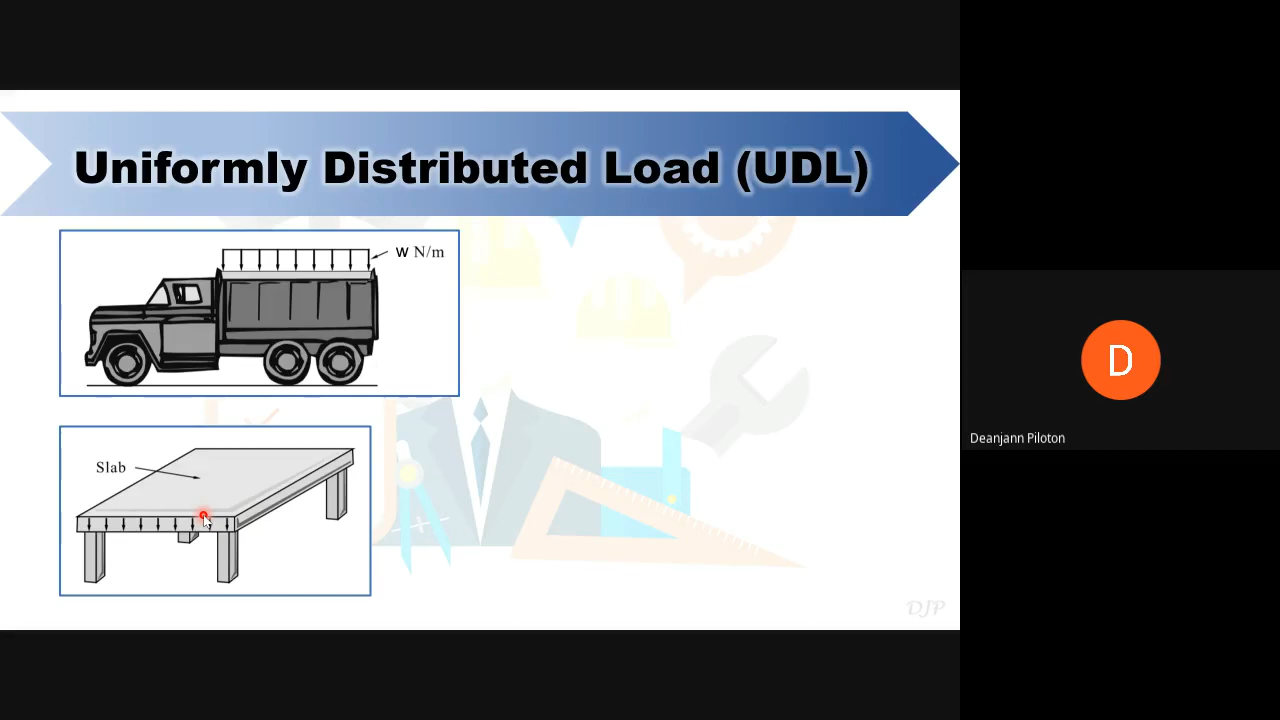 Uniformly Distributed Load (UDL)
w N/m
Slab
D
Deanjann Piloton
DJP